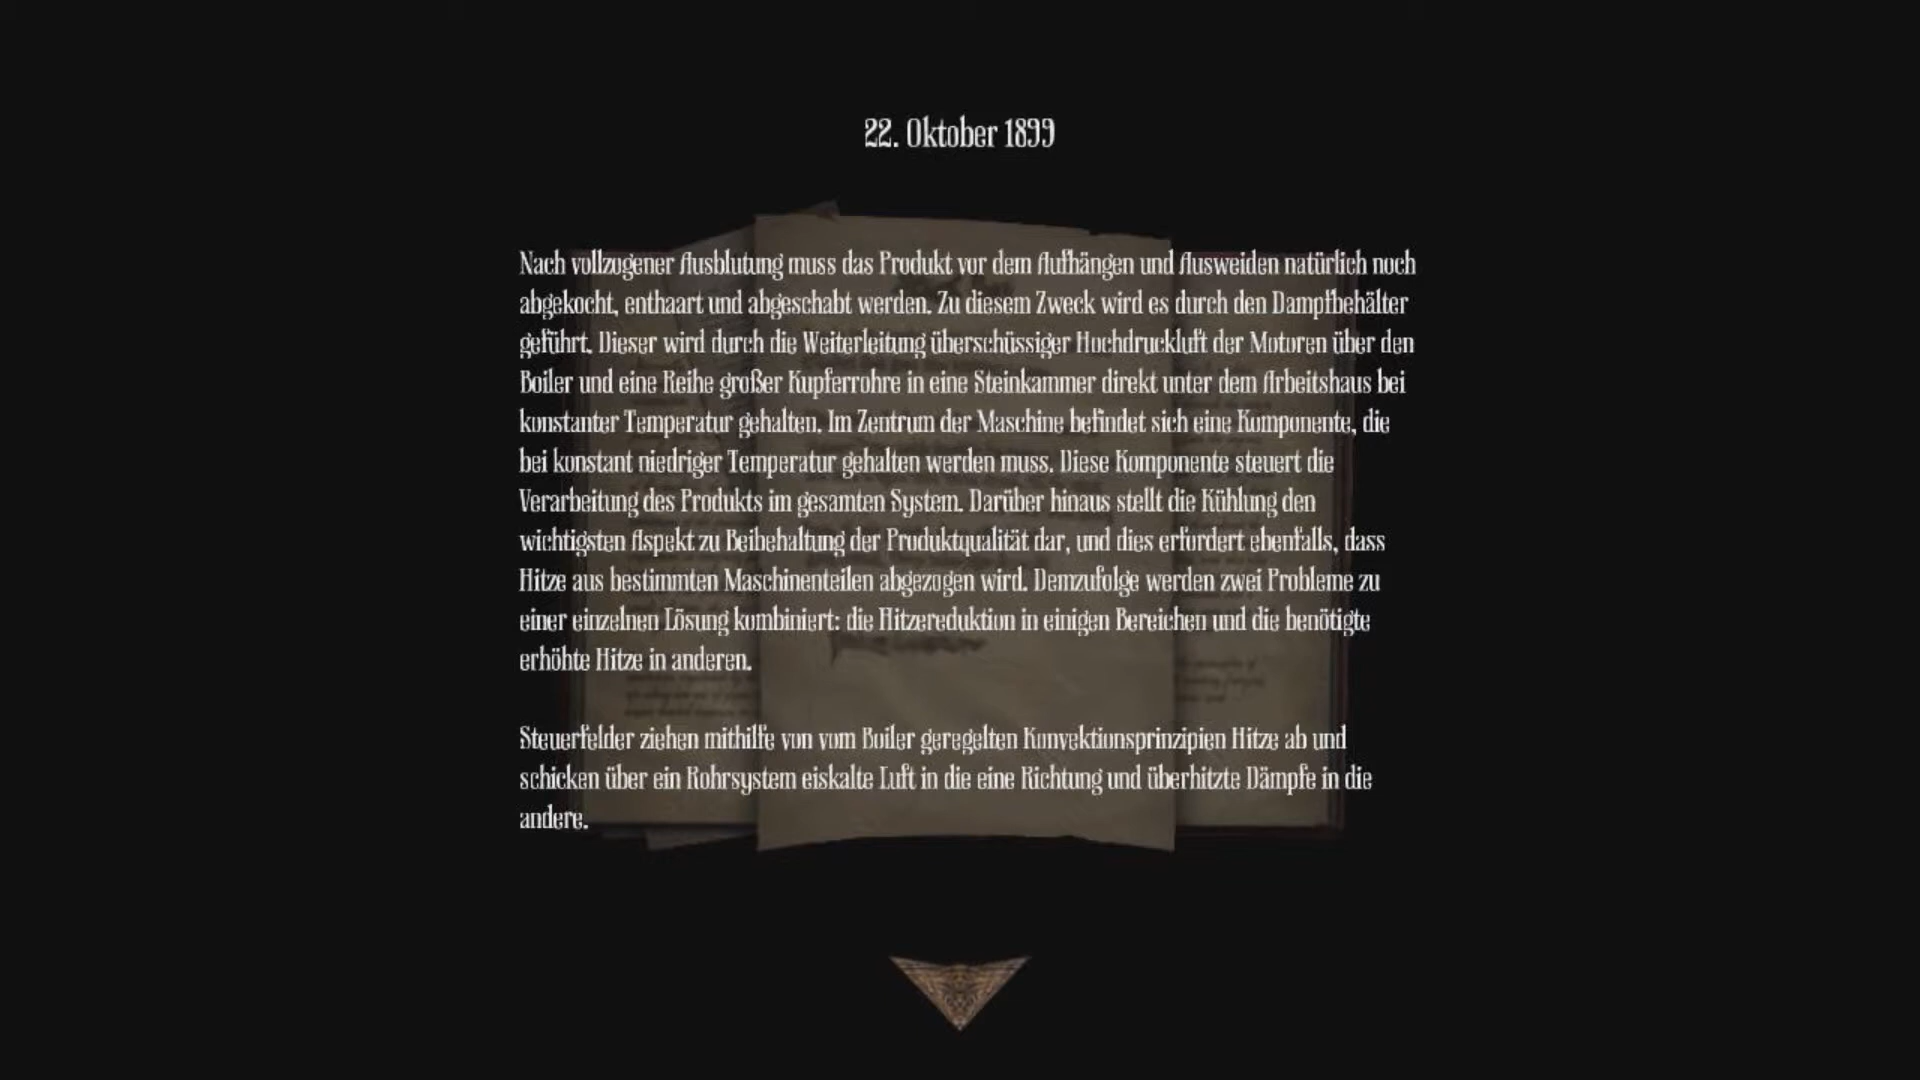 22. Oktober 1899
Nach vollzogener Ausblutung muss das Produkt vor dem Aufhängen und Ausweiden natürlich noch
abgekocht, enthaart und abgeschabt werden. Zu diesem Zweck wird es durch den Dampfbehälter
geführt. Dieser wird durch die Weiterleitung überschüssiger Hochdruckluft der Motoren über den
Boiler und eine Reihe großer Kupferrohre in eine Steinkammer direkt unter dem Arbeitshaus bei
konstanter Temperatur gehalten. Im Zentrum der Maschine befindet sich eine Komponente, die
bei konstant niedriger Temperatur gehalten werden muss. Diese Komponente steuert die
Verarbeitung des Produkts im gesamten System. Darüber hinaus stellt die Kühlung den
wichtigsten Aspekt zu Beibehaltung der Produktqualität dar, und dies erfordert ebenfalls, dass
Hitze aus bestimmten Maschinenteilen abgezogen wird. Demzufolge werden zwei Probleme zu
einer einzelnen Lösung kombiniert: die Hitzereduktion in einigen Bereichen und die benötigte
erhöhte Hitze in anderen.
Steuerfelder ziehen mithilfe von vom Boiler geregelten Konvektionsprinzipien Hitze ab und
schicken über ein Rohrsystem eiskalte Luft in die eine Richtung und überhitzte Dämpfe in die
andere.